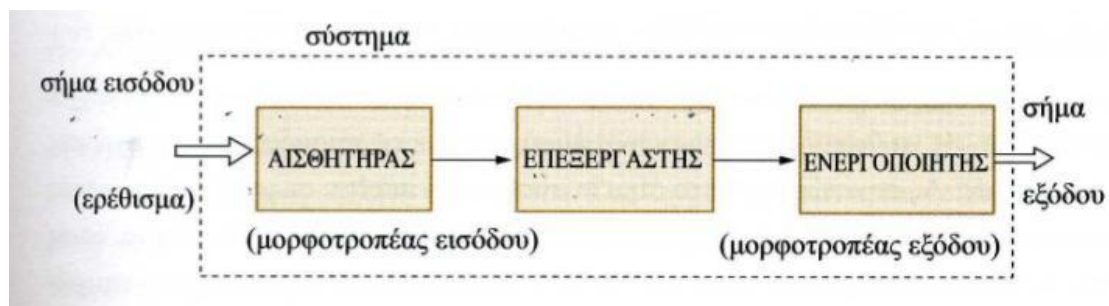 σύστημα
σήμα εισόδου
(ερέθισμα)
ΑΙΣΘΗΤΗΡΑΣ
(μορφοτροπέας εισόδου)
ΕΠΕΞΕΡΓΑΣΤΗΣ
ΕΝΕΡΓΟΠΟΙΗΤΗΣ
(μορφοτροπέας εξόδου)
σήμα
εξόδου